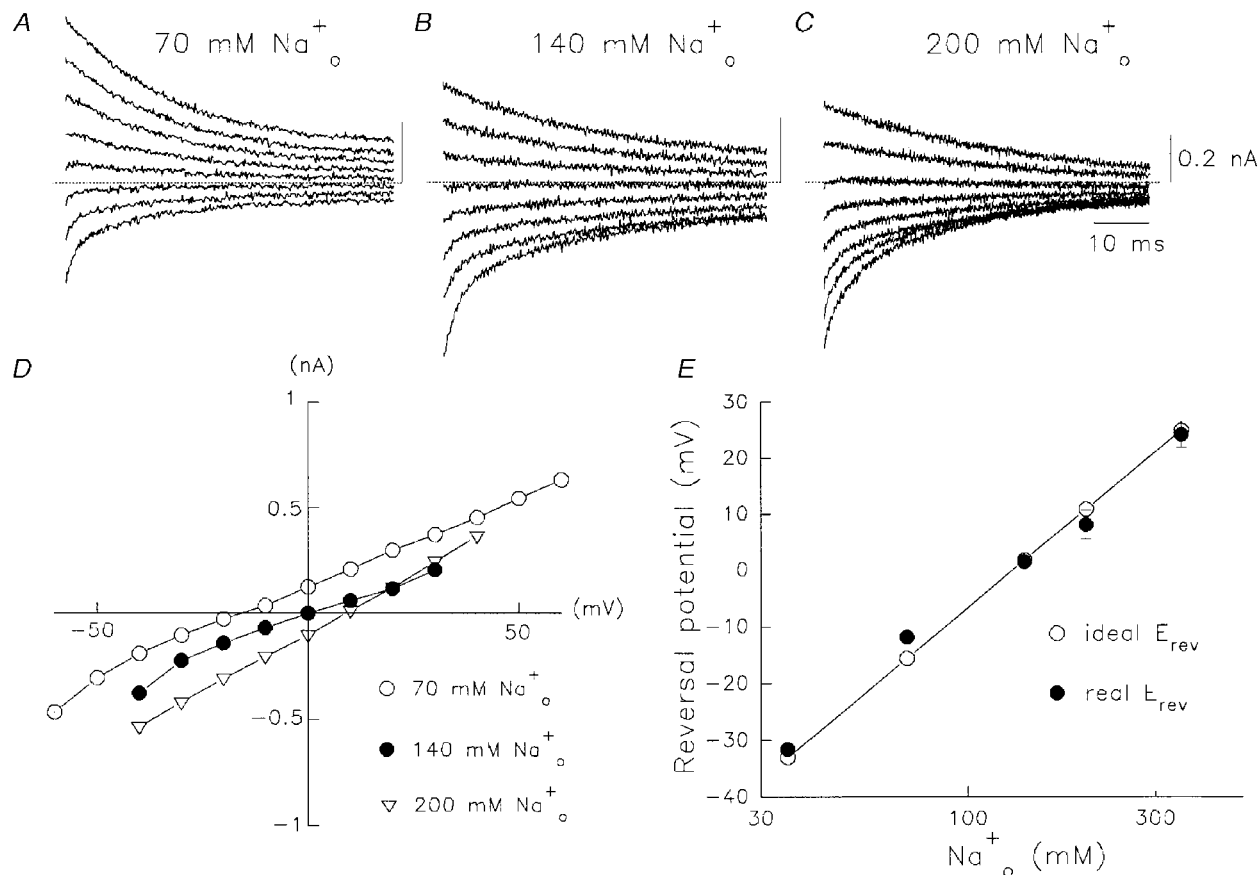 A
70 mM Na+o
B
140 mM Na+o
C
200 mM Na+o
0.2 nA
10 ms
D
(nA)
1
0.5
(mV)
-50
50
-0.5
-1
70 mM Na+o
140 mM Na+o
200 mM Na+o
E
Reversal potential (mV)
30
20
10
0
-10
-20
-30
-40
ideal Erev
real Erev
30
100
300
Na+o (mM)